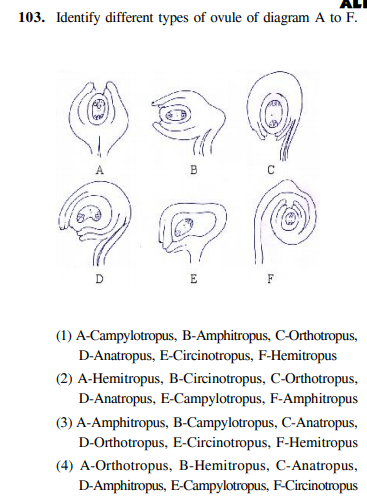 ALL
103. Identify different types of ovule of diagram A to F.
A B C
D E F
(1) A-Campylotropus, B-Amphitropus, C-Orthotropus,
D-Anatropus, E-Circinotropus, F-Hemitropus
(2) A-Hemitropus, B-Circinotropus, C-Orthotropus,
D-Anatropus, E-Campylotropus, F-Amphitropus
(3) A-Amphitropus, B-Campylotropus, C-Anatropus,
D-Orthotropus, E-Circinotropus, F-Hemitropus
(4) A-Orthotropus, B-Hemitropus, C-Anatropus,
D-Amphitropus, E-Campylotropus, F-Circinotropus